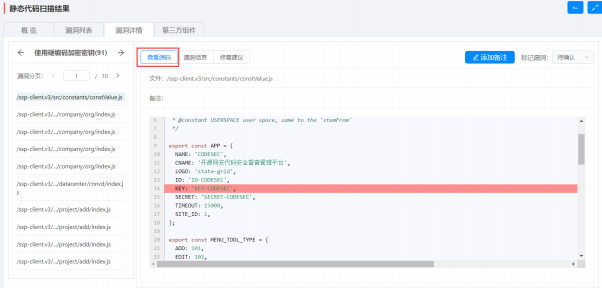 静态代码扫描结果
概 览
漏洞列表
漏洞详情
第三方组件
使用硬编码加密密钥(91)
漏洞分页: 1 / 10
/ssp-client.v3/src/constants/constValue.js
/ssp-client.v3/.../company/org/index.js
/ssp-client.v3/.../company/org/index.js
/ssp-client.v3/.../company/org/index.js
/ssp-client.v3/.../company/org/index.js
/ssp-client.v3/.../datacenter/cnnvd/index.j
s
/ssp-client.v3/.../project/add/index.js
/ssp-client.v3/.../project/add/index.js
/ssp-client.v3/.../project/add/index.js
查看源码
漏洞信息
修复建议
添加备注
标记漏洞:
待确认
文件: /ssp-client.v3/src/constants/constValue.js
备注:
6 * @constant USERSPACE user space, same to the 'stemFrom'
7 */
8
9 export const APP = {
10 NAME: 'CODESEC',
11 CNAME: '开源网安代码安全审查管理平台',
12 LOGO: 'state-grid',
13 ID: 'ID-CODESEC',
14 KEY: 'KEY-CODESEC',
15 SECRET: 'SECRET-CODESEC',
16 TIMEOUT: 15000,
17 SITE_ID: 1,
18 };
19
20 export const MENU_TOOL_TYPE = {
21 ADD: 101,
22 EDIT: 102,